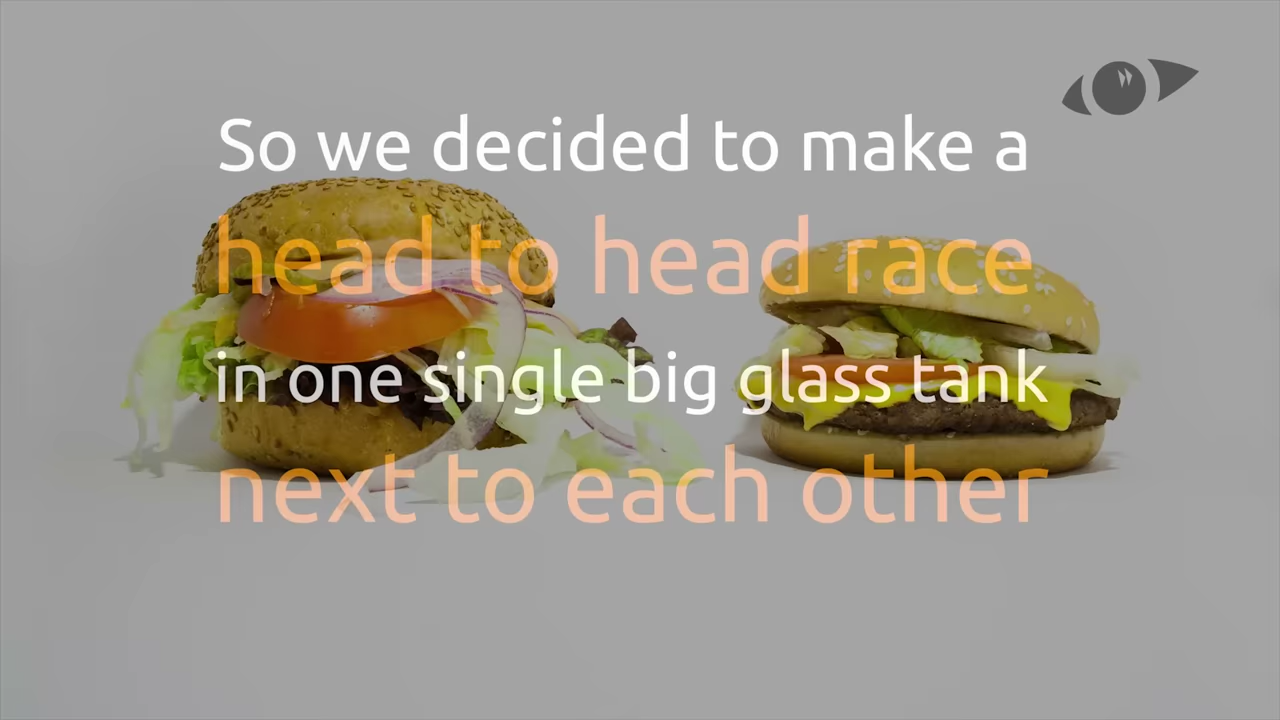 So we decided to make a
head to head race
in one single big glass tank
next to each other